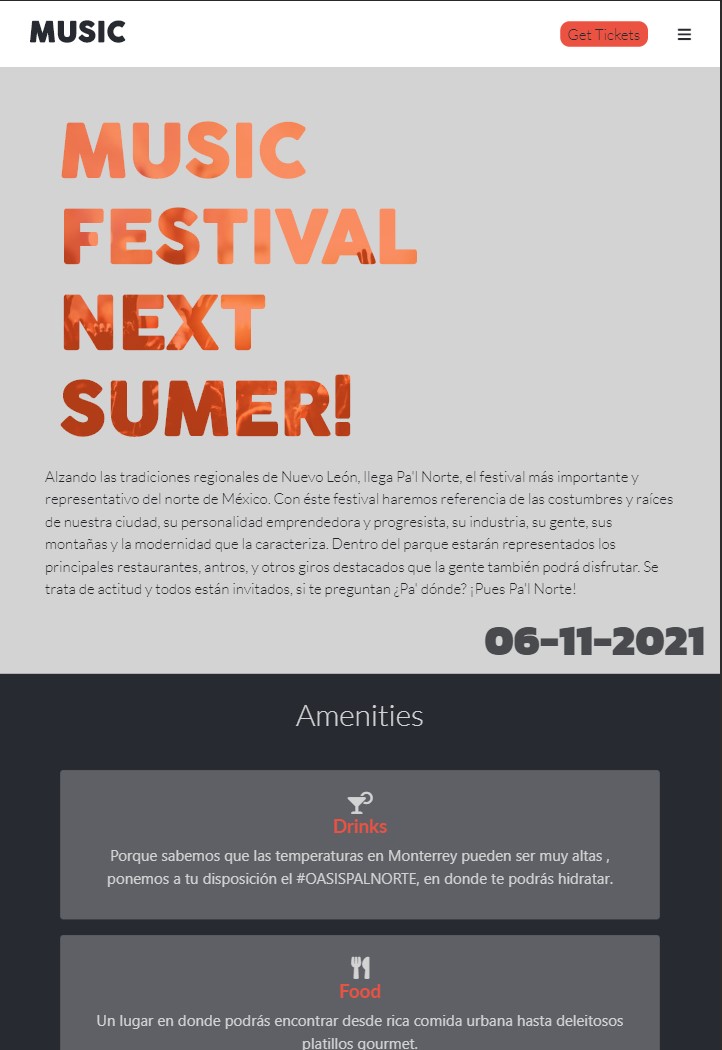 MUSIC
Get Tickets
MUSIC
FESTIVAL
NEXT
SUMER!
Alzando las tradiciones regionales de Nuevo León, llega Pa'l Norte, el festival más importante y
representativo del norte de México. Con éste festival haremos referencia de las costumbres y raíces
de nuestra ciudad, su personalidad emprendedora y progresista, su industria, su gente, sus
montañas y la modernidad que la caracteriza. Dentro del parque estarán representados los
principales restaurantes, antros, y otros giros destacados que la gente también podrá disfrutar. Se
trata de actitud y todos están invitados, si te preguntan ¿Pa' dónde? ¡Pues Pa'l Norte!
06-11-2021
Amenities
Drinks
Porque sabemos que las temperaturas en Monterrey pueden ser muy altas ,
ponemos a tu disposición el #OASISPALNORTE, en donde te podrás hidratar.
Food
Un lugar en donde podrás encontrar desde rica comida urbana hasta deleitosos
platillos gourmet.